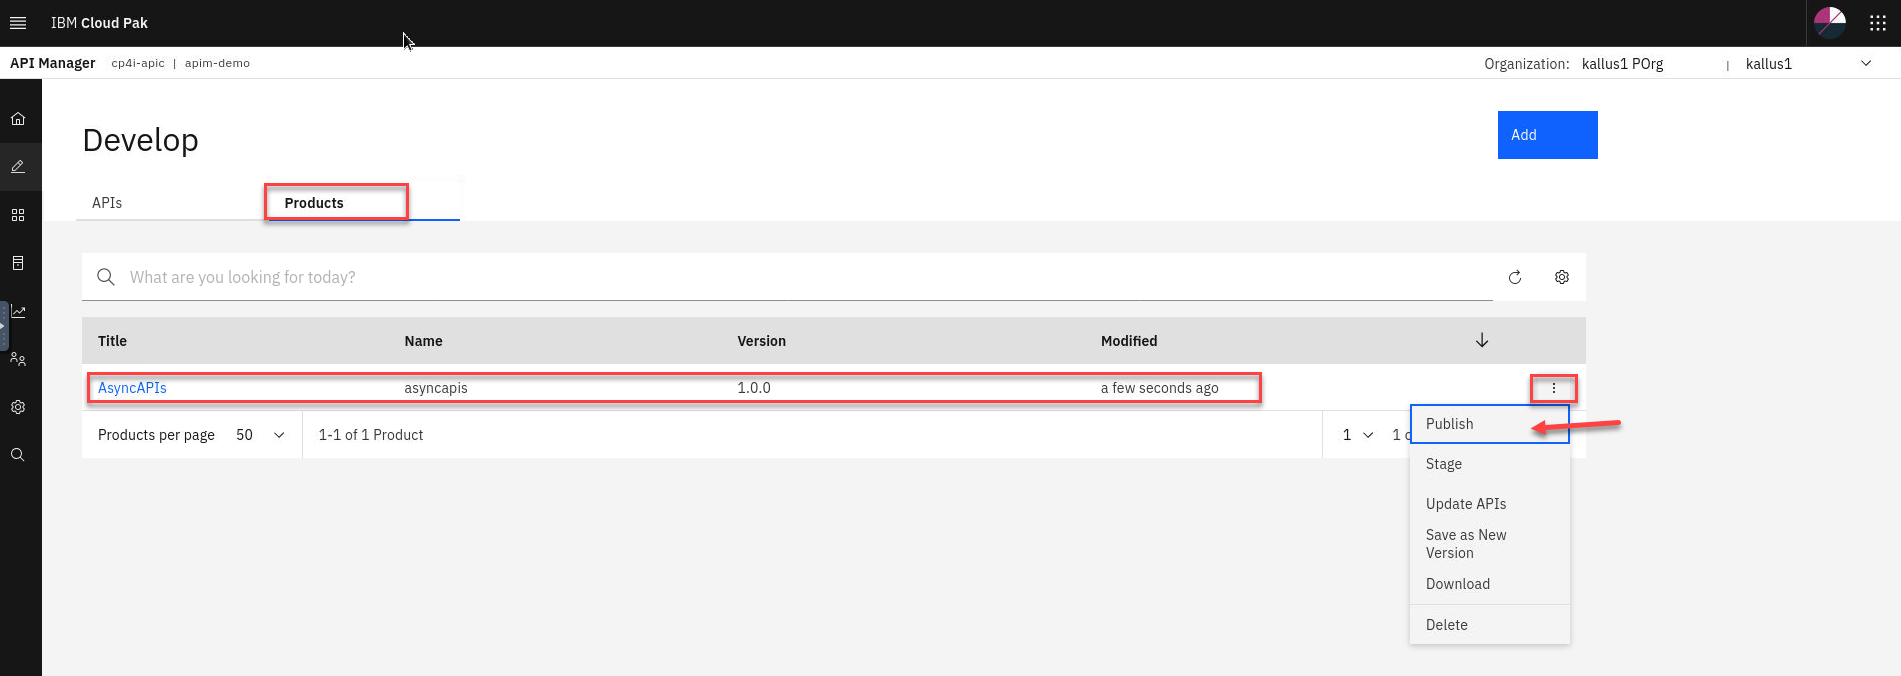 IBM Cloud Pak
API Manager cp4i-apic | apim-demo Organization: kallus1 POrg | kallus1
Develop
Add
APIs Products
What are you looking for today?
Title Name Version Modified
AsyncAPIs asyncapis 1.0.0 a few seconds ago
Products per page 50 1-1 of 1 Product 1 1
Publish
Stage
Update APIs
Save as New
Version
Download
Delete